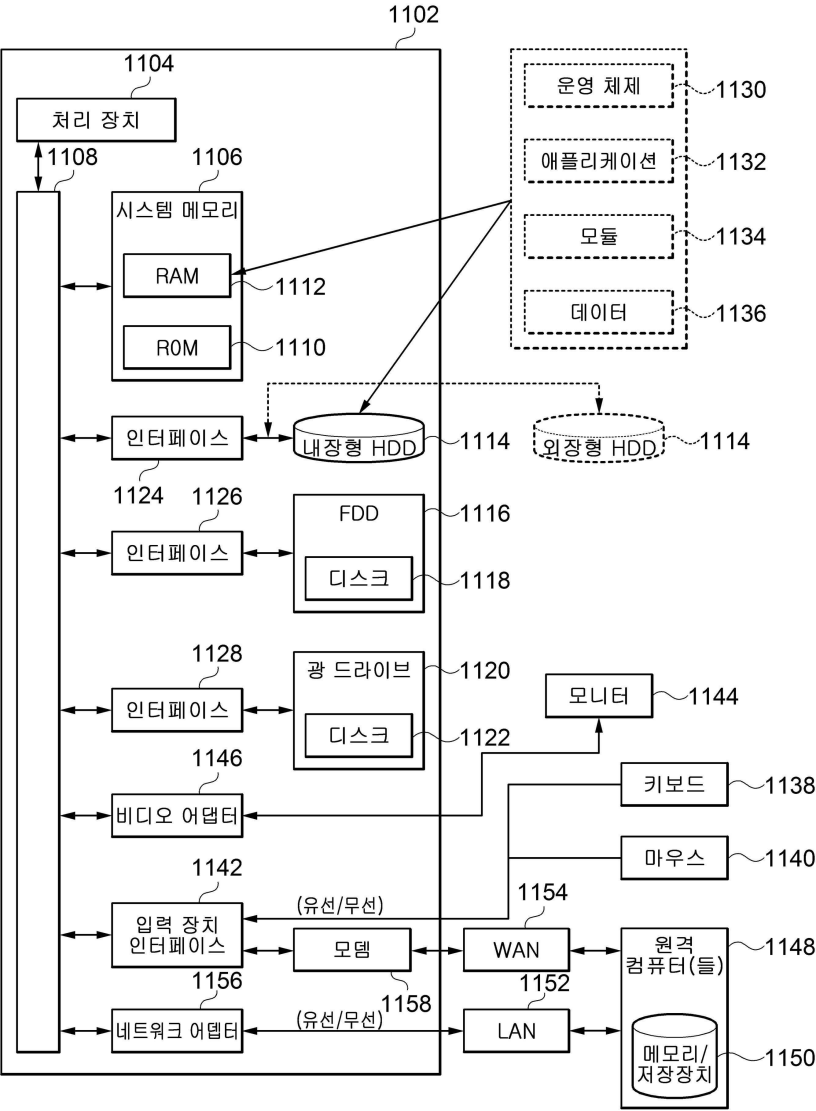 1102
1104
처리 장치
1108
1106
시스템 메모리
RAM
1112
ROM
1110
운영 체제
1130
애플리케이션
1132
모듈
1134
데이터
1136
인터페이스
1124
내장형 HDD
1114
외장형 HDD
1114
1126
인터페이스
FDD
1116
디스크
1118
1128
인터페이스
광 드라이브
1120
디스크
1122
모니터
1144
1146
비디오 어댑터
키보드
1138
마우스
1140
1142
입력 장치
인터페이스
(유선/무선)
모뎀
1158
1154
WAN
원격
컴퓨터(들)
1148
1156
네트워크 어뎁터
(유선/무선)
1152
LAN
메모리/
저장장치
1150